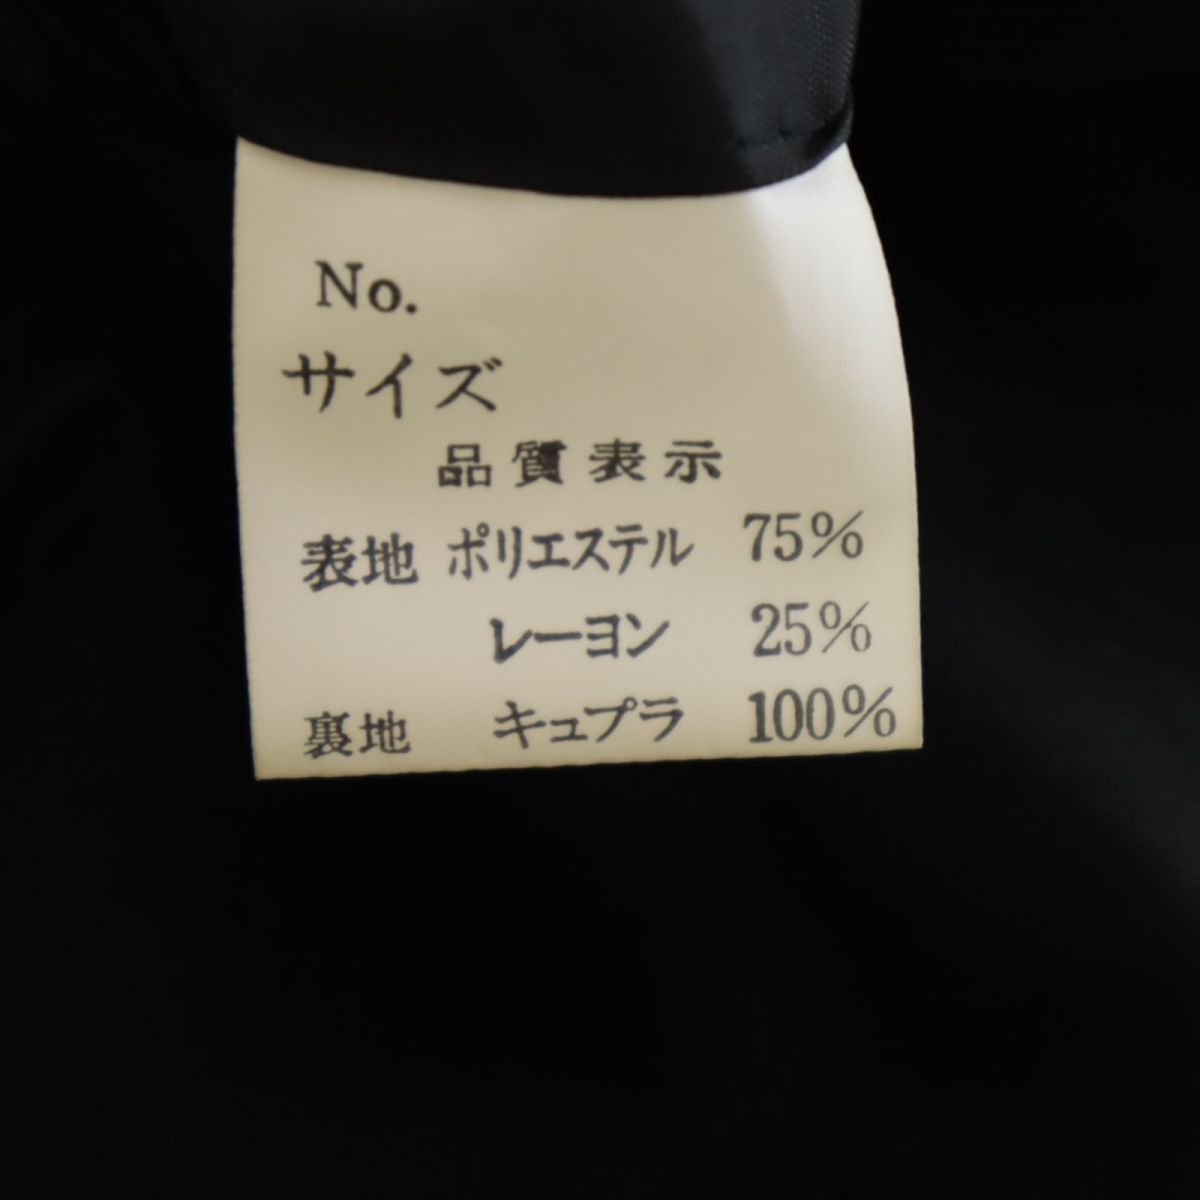 No.
サイズ
品質表示
表地 ポリエステル 75%
レーヨン 25%
裏地 キュプラ 100%